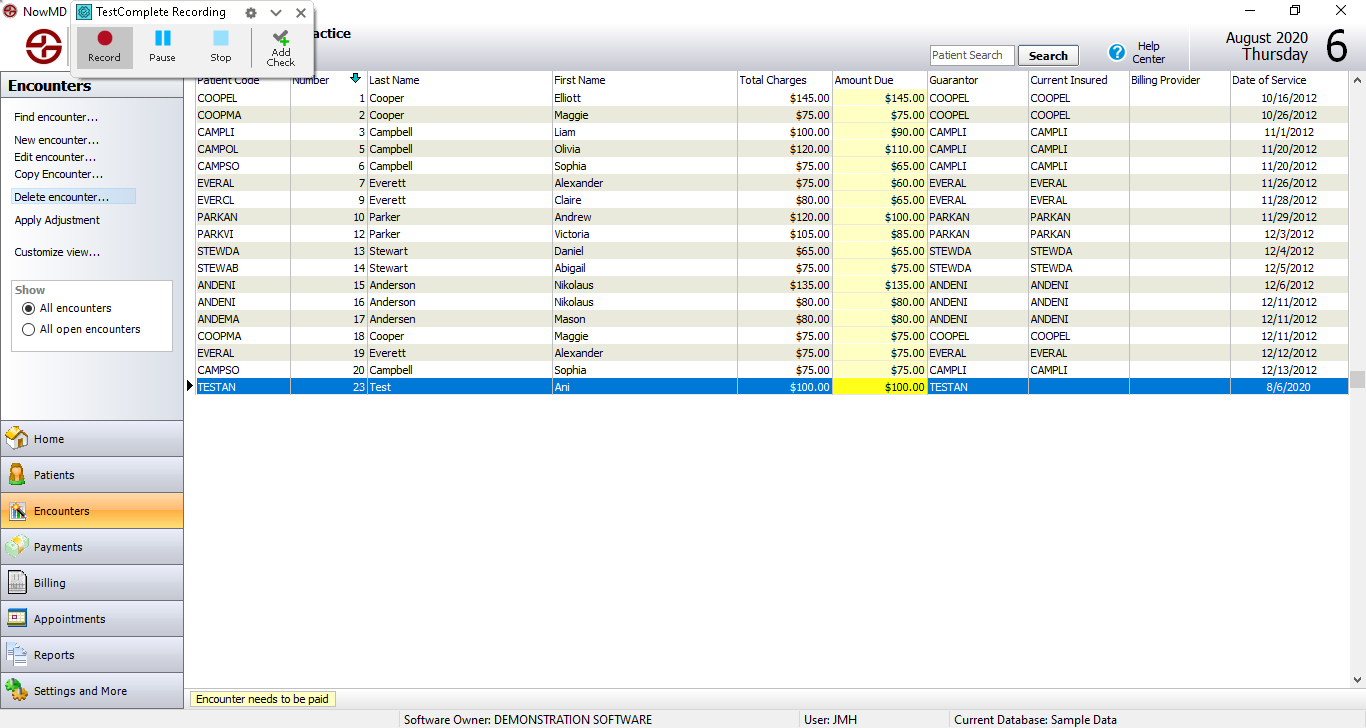 NowMD
TestComplete Recording
Record
Pause
Stop
Add
Check
actice
Patient Search
Search
Help
Center
August 2020
Thursday
6
Encounters
Find encounter...
New encounter...
Edit encounter...
Copy Encounter...
Delete encounter...
Apply Adjustment
Customize view...
Show
All encounters
All open encounters
Home
Patients
Encounters
Payments
Billing
Appointments
Reports
Settings and More
Patient Code Number Last Name First Name Total Charges Amount Due Guarantor Current Insured Billing Provider Date of Service
COOPEL 1 Cooper Elliott $145.00 $145.00 COOPEL COOPEL 10/16/2012
COOPMA 2 Cooper Maggie $75.00 $75.00 COOPEL COOPEL 10/26/2012
CAMPLI 3 Campbell Liam $100.00 $90.00 CAMPLI CAMPLI 11/1/2012
CAMPOL 5 Campbell Olivia $120.00 $110.00 CAMPLI CAMPLI 11/20/2012
CAMPSO 6 Campbell Sophia $75.00 $65.00 CAMPLI CAMPLI 11/20/2012
EVERAL 7 Everett Alexander $75.00 $60.00 EVERAL EVERAL 11/26/2012
EVERCL 9 Everett Claire $80.00 $65.00 EVERAL EVERAL 11/28/2012
PARKAN 10 Parker Andrew $120.00 $100.00 PARKAN PARKAN 11/29/2012
PARKVI 12 Parker Victoria $105.00 $85.00 PARKAN PARKAN 12/3/2012
STEWDA 13 Stewart Daniel $65.00 $65.00 STEWDA STEWDA 12/4/2012
STEWAB 14 Stewart Abigail $75.00 $75.00 STEWDA STEWDA 12/5/2012
ANDENI 15 Anderson Nikolaus $135.00 $135.00 ANDENI ANDENI 12/6/2012
ANDENI 16 Anderson Nikolaus $80.00 $80.00 ANDENI ANDENI 12/11/2012
ANDEMA 17 Andersen Mason $80.00 $80.00 ANDENI ANDENI 12/11/2012
COOPMA 18 Cooper Maggie $75.00 $75.00 COOPEL COOPEL 12/11/2012
EVERAL 19 Everett Alexander $75.00 $75.00 EVERAL EVERAL 12/12/2012
CAMPSO 20 Campbell Sophia $75.00 $75.00 CAMPLI CAMPLI 12/13/2012
TESTAN 23 Test Ani $100.00 $100.00 TESTAN 8/6/2020
Encounter needs to be paid
Software Owner: DEMONSTRATION SOFTWARE
User: JMH
Current Database: Sample Data